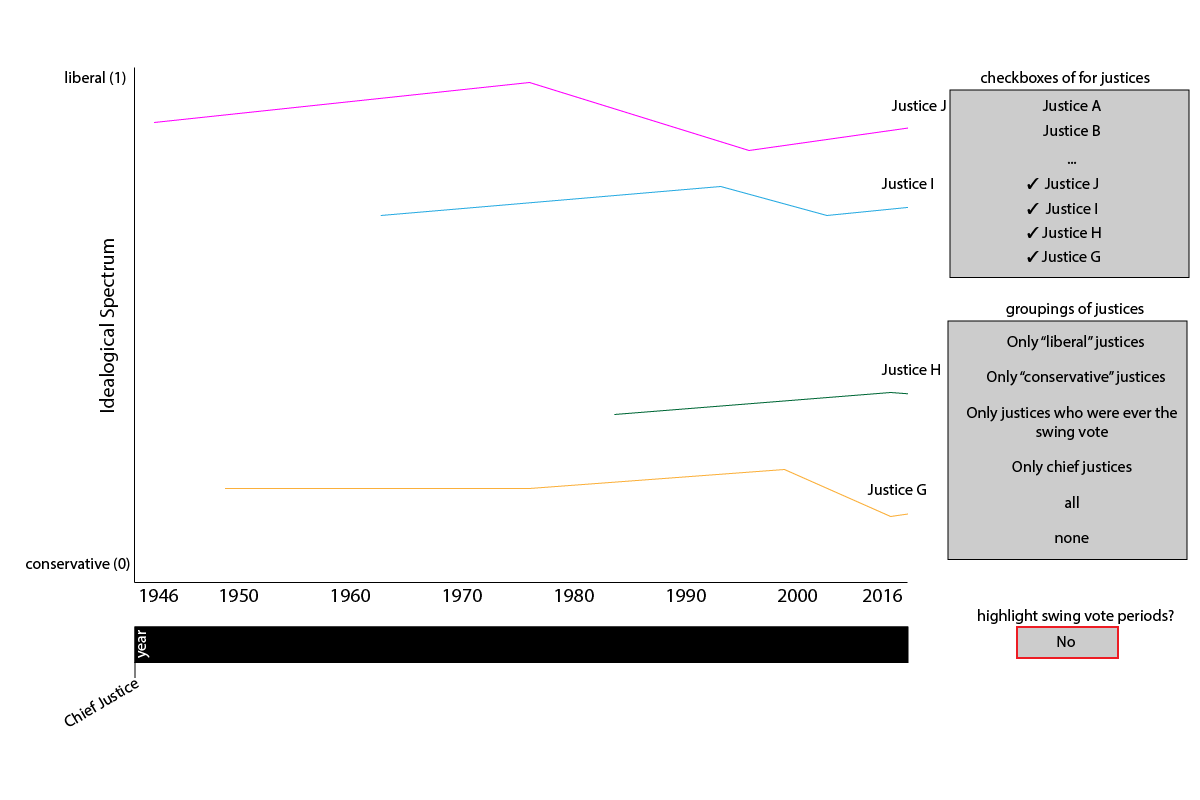 liberal (1)
Idealogical Spectrum
conservative (0)
Justice J
Justice I
Justice H
Justice G
1946 1950 1960 1970 1980 1990 2000 2016
year
Chief Justice
checkboxes of for justices
Justice A
Justice B
...
✓ Justice J
✓ Justice I
✓ Justice H
✓ Justice G
groupings of justices
Only “liberal” justices
Only “conservative” justices
Only justices who were ever the
swing vote
Only chief justices
all
none
highlight swing vote periods?
No